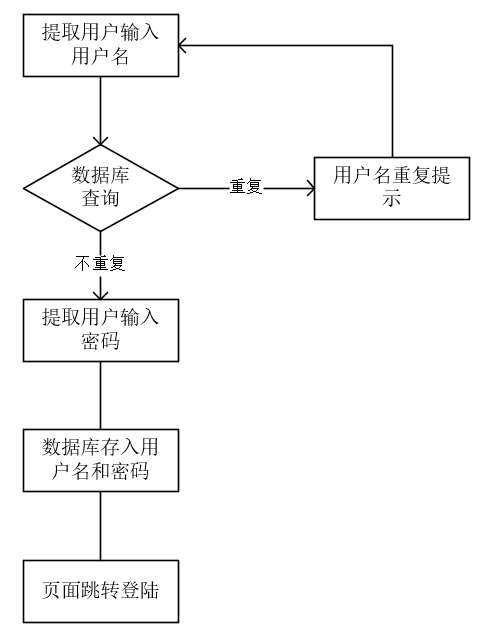 提取用户输入
用户名
数据库
查询
重复
用户名重复提
示
不重复
提取用户输入
密码
数据库存入用
户名和密码
页面跳转登陆